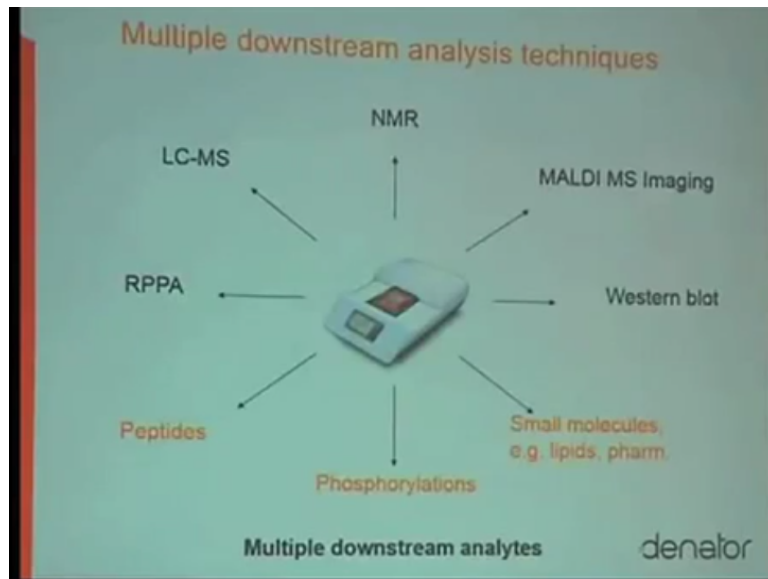 Multiple downstream analysis techniques
NMR
LC-MS
MALDI MS Imaging
RPPA
Western blot
Peptides
Small molecules,
e.g. lipids, pharm.
Phosphorylations
Multiple downstream analytes
denator